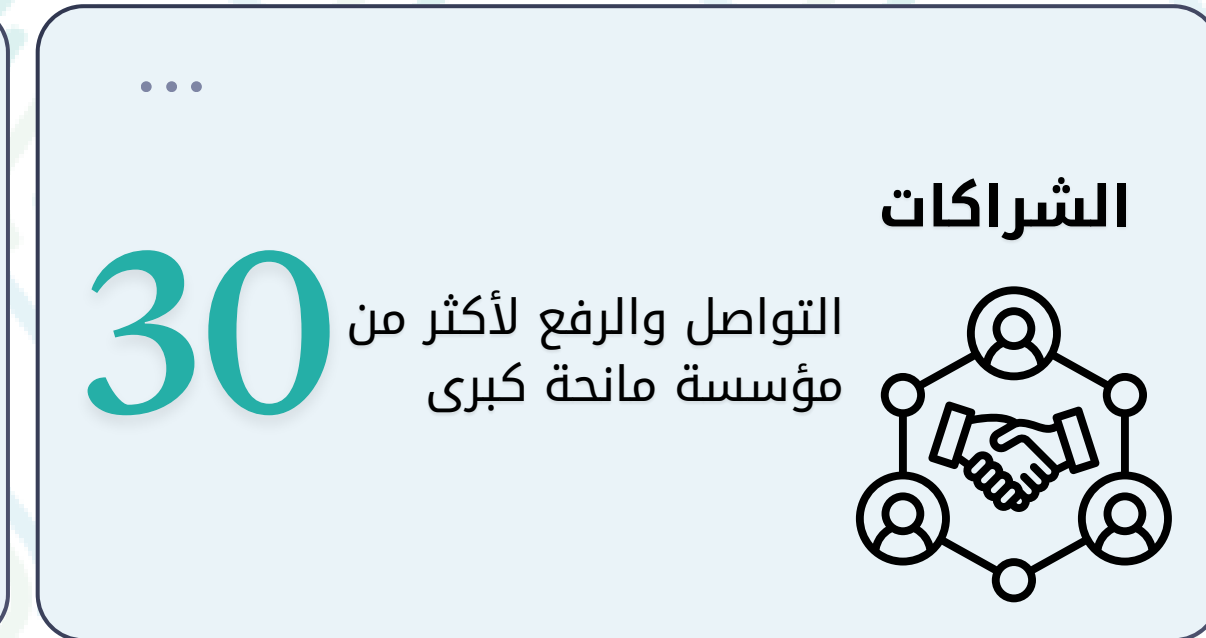 الشراكات
التواصل والرفع لأكثر من
مؤسسة مانحة كبرى
30